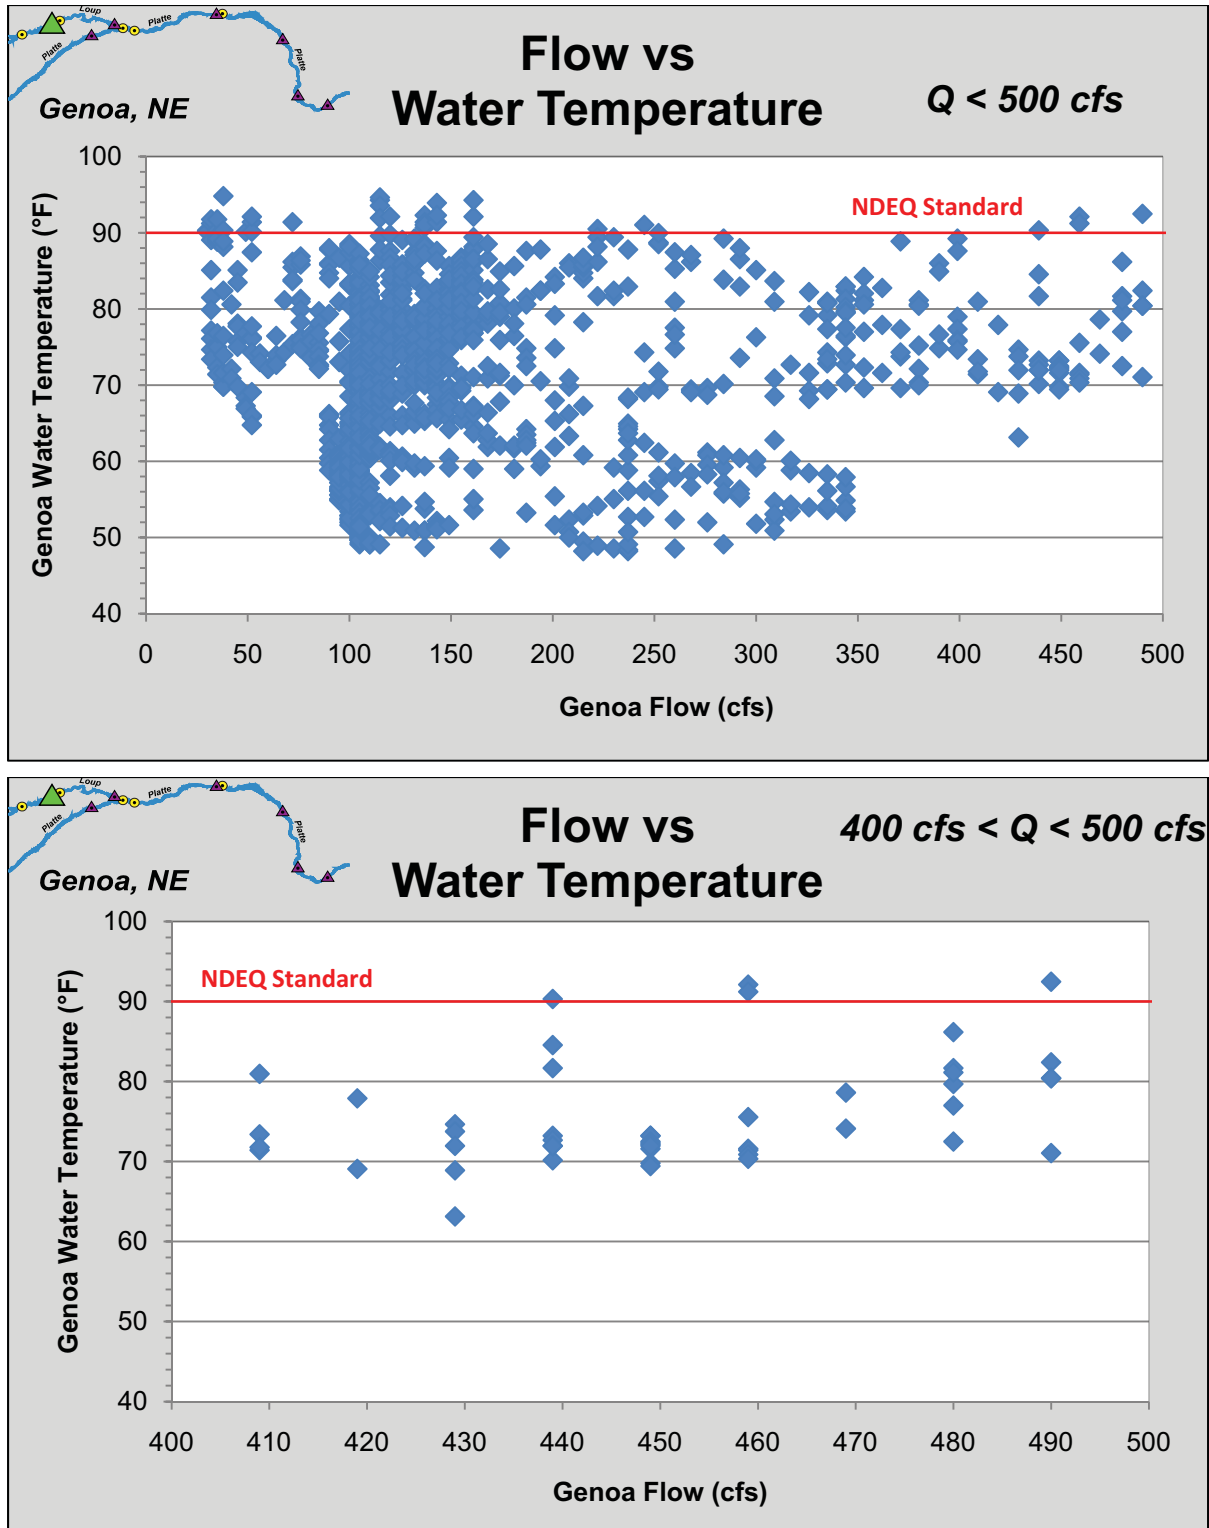 Loup
Platte
Platte
Platte
Genoa, NE
Flow vs
Water Temperature
Q < 500 cfs
NDEQ Standard
Genoa Water Temperature (°F)
100
90
80
70
60
50
40
0 50 100 150 200 250 300 350 400 450 500
Genoa Flow (cfs)
Loup
Platte
Platte
Platte
Genoa, NE
Flow vs
Water Temperature
400 cfs < Q < 500 cfs
NDEQ Standard
Genoa Water Temperature (°F)
100
90
80
70
60
50
40
400 410 420 430 440 450 460 470 480 490 500
Genoa Flow (cfs)